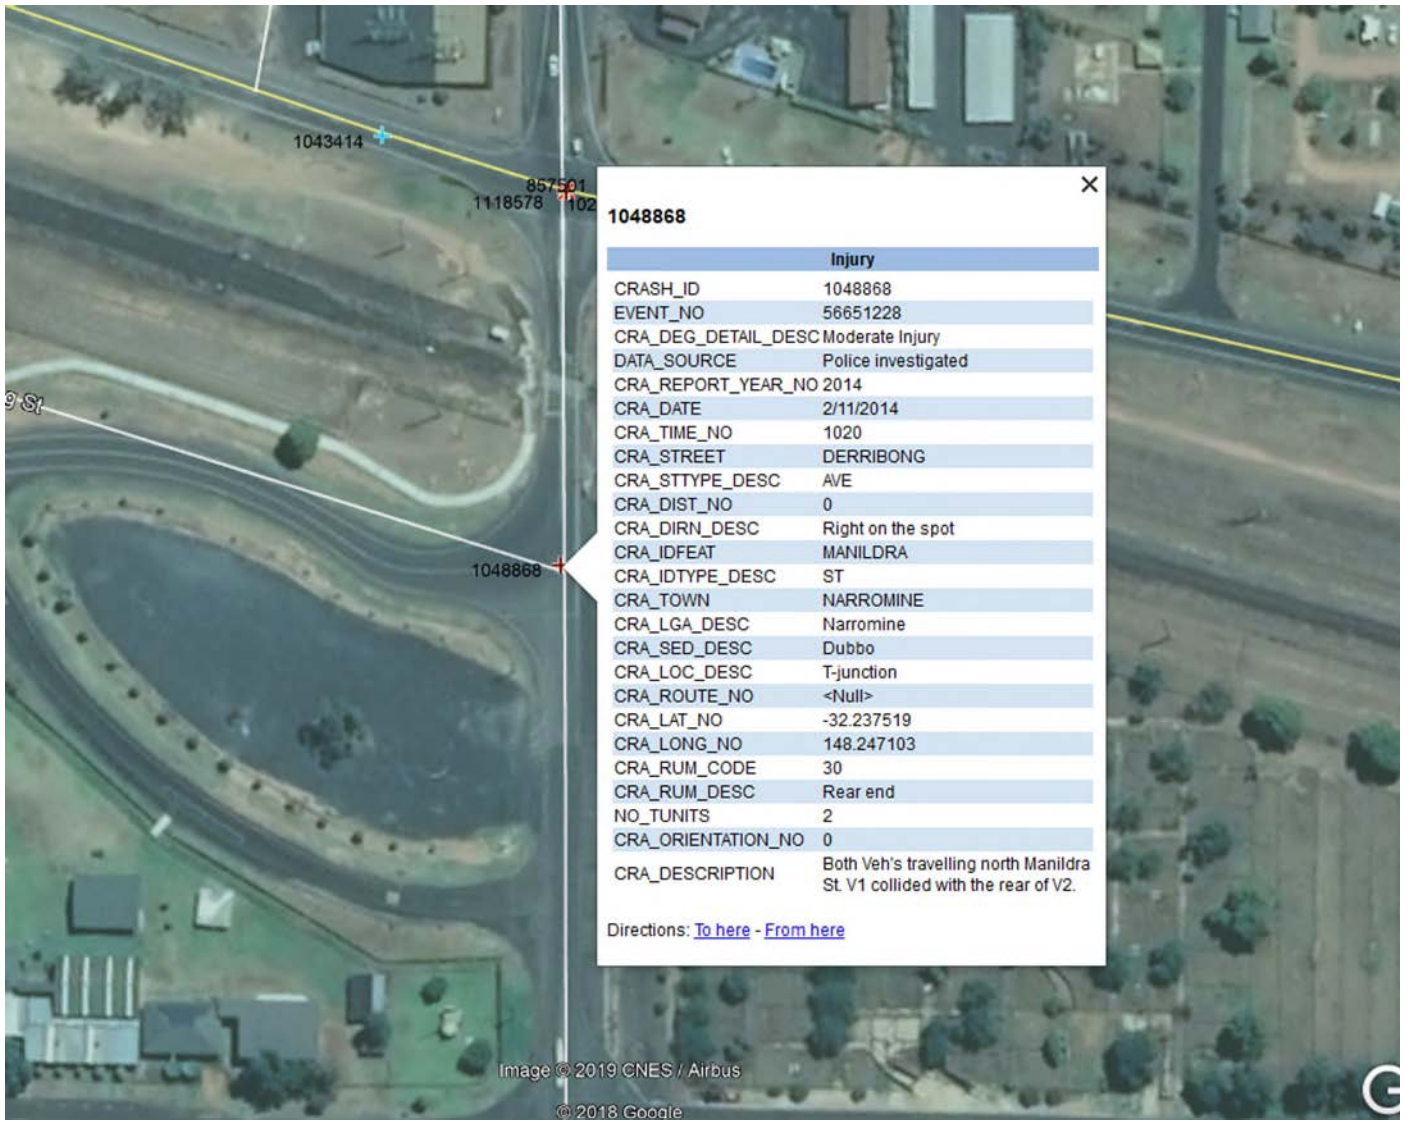 1043414
857501
1118578
102
1048868
Injury
CRASH_ID 1048868
EVENT_NO 56651228
CRA_DEG_DETAIL_DESC Moderate Injury
DATA_SOURCE Police investigated
CRA_REPORT_YEAR_NO 2014
CRA_DATE 2/11/2014
CRA_TIME_NO 1020
CRA_STREET DERRIBONG
CRA_STTYPE_DESC AVE
CRA_DIST_NO 0
CRA_DIRN_DESC Right on the spot
CRA_IDFEAT MANILDRA
CRA_IDTYPE_DESC ST
CRA_TOWN NARROMINE
CRA_LGA_DESC Narromine
CRA_SED_DESC Dubbo
CRA_LOC_DESC T-junction
CRA_ROUTE_NO <Null>
CRA_LAT_NO -32.237519
CRA_LONG_NO 148.247103
CRA_RUM_CODE 30
CRA_RUM_DESC Rear end
NO_TUNITS 2
CRA_ORIENTATION_NO 0
CRA_DESCRIPTION Both Veh's travelling north Manildra
St. V1 collided with the rear of V2.
Directions: To here - From here
g St
1048868
Image © 2019 CNES / Airbus
© 2018 Google
G